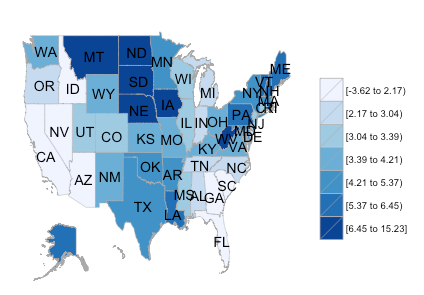 WA MT ND MN ME
OR ID SD WI VT NH
WY MI NY MA
NV UT NE IA IL IN OH PA CT RI
CO NJ
CA KS MO KY WV VA MD DE
AZ NM OK AR TN NC
TX LA MS AL GA SC
FL
[-3.62 to 2.17)
[2.17 to 3.04)
[3.04 to 3.39)
[3.39 to 4.21)
[4.21 to 5.37)
[5.37 to 6.45)
[6.45 to 15.23]